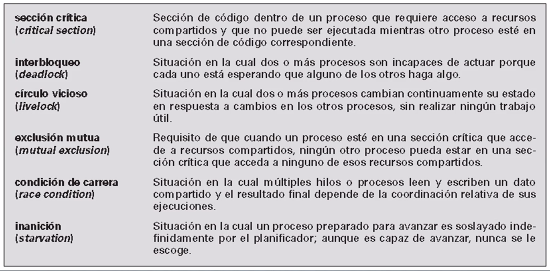 sección crítica Sección de código dentro de un proceso que requiere acceso a recursos
(critical section) compartidos y que no puede ser ejecutada mientras otro proceso esté en
una sección de código correspondiente.
interbloqueo Situación en la cual dos o más procesos son incapaces de actuar porque
(deadlock) cada uno está esperando que alguno de los otros haga algo.
círculo vicioso Situación en la cual dos o más procesos cambian continuamente su estado
(livelock) en respuesta a cambios en los otros procesos, sin realizar ningún trabajo
útil.
exclusión mutua Requisito de que cuando un proceso esté en una sección crítica que acce-
(mutual exclusion) de a recursos compartidos, ningún otro proceso pueda estar en una sec-
ción crítica que acceda a ninguno de esos recursos compartidos.
condición de carrera Situación en la cual múltiples hilos o procesos leen y escriben un dato
(race condition) compartido y el resultado final depende de la coordinación relativa de sus
ejecuciones.
inanición Situación en la cual un proceso preparado para avanzar es soslayado inde-
(starvation) finidamente por el planificador; aunque es capaz de avanzar, nunca se le
escoge.